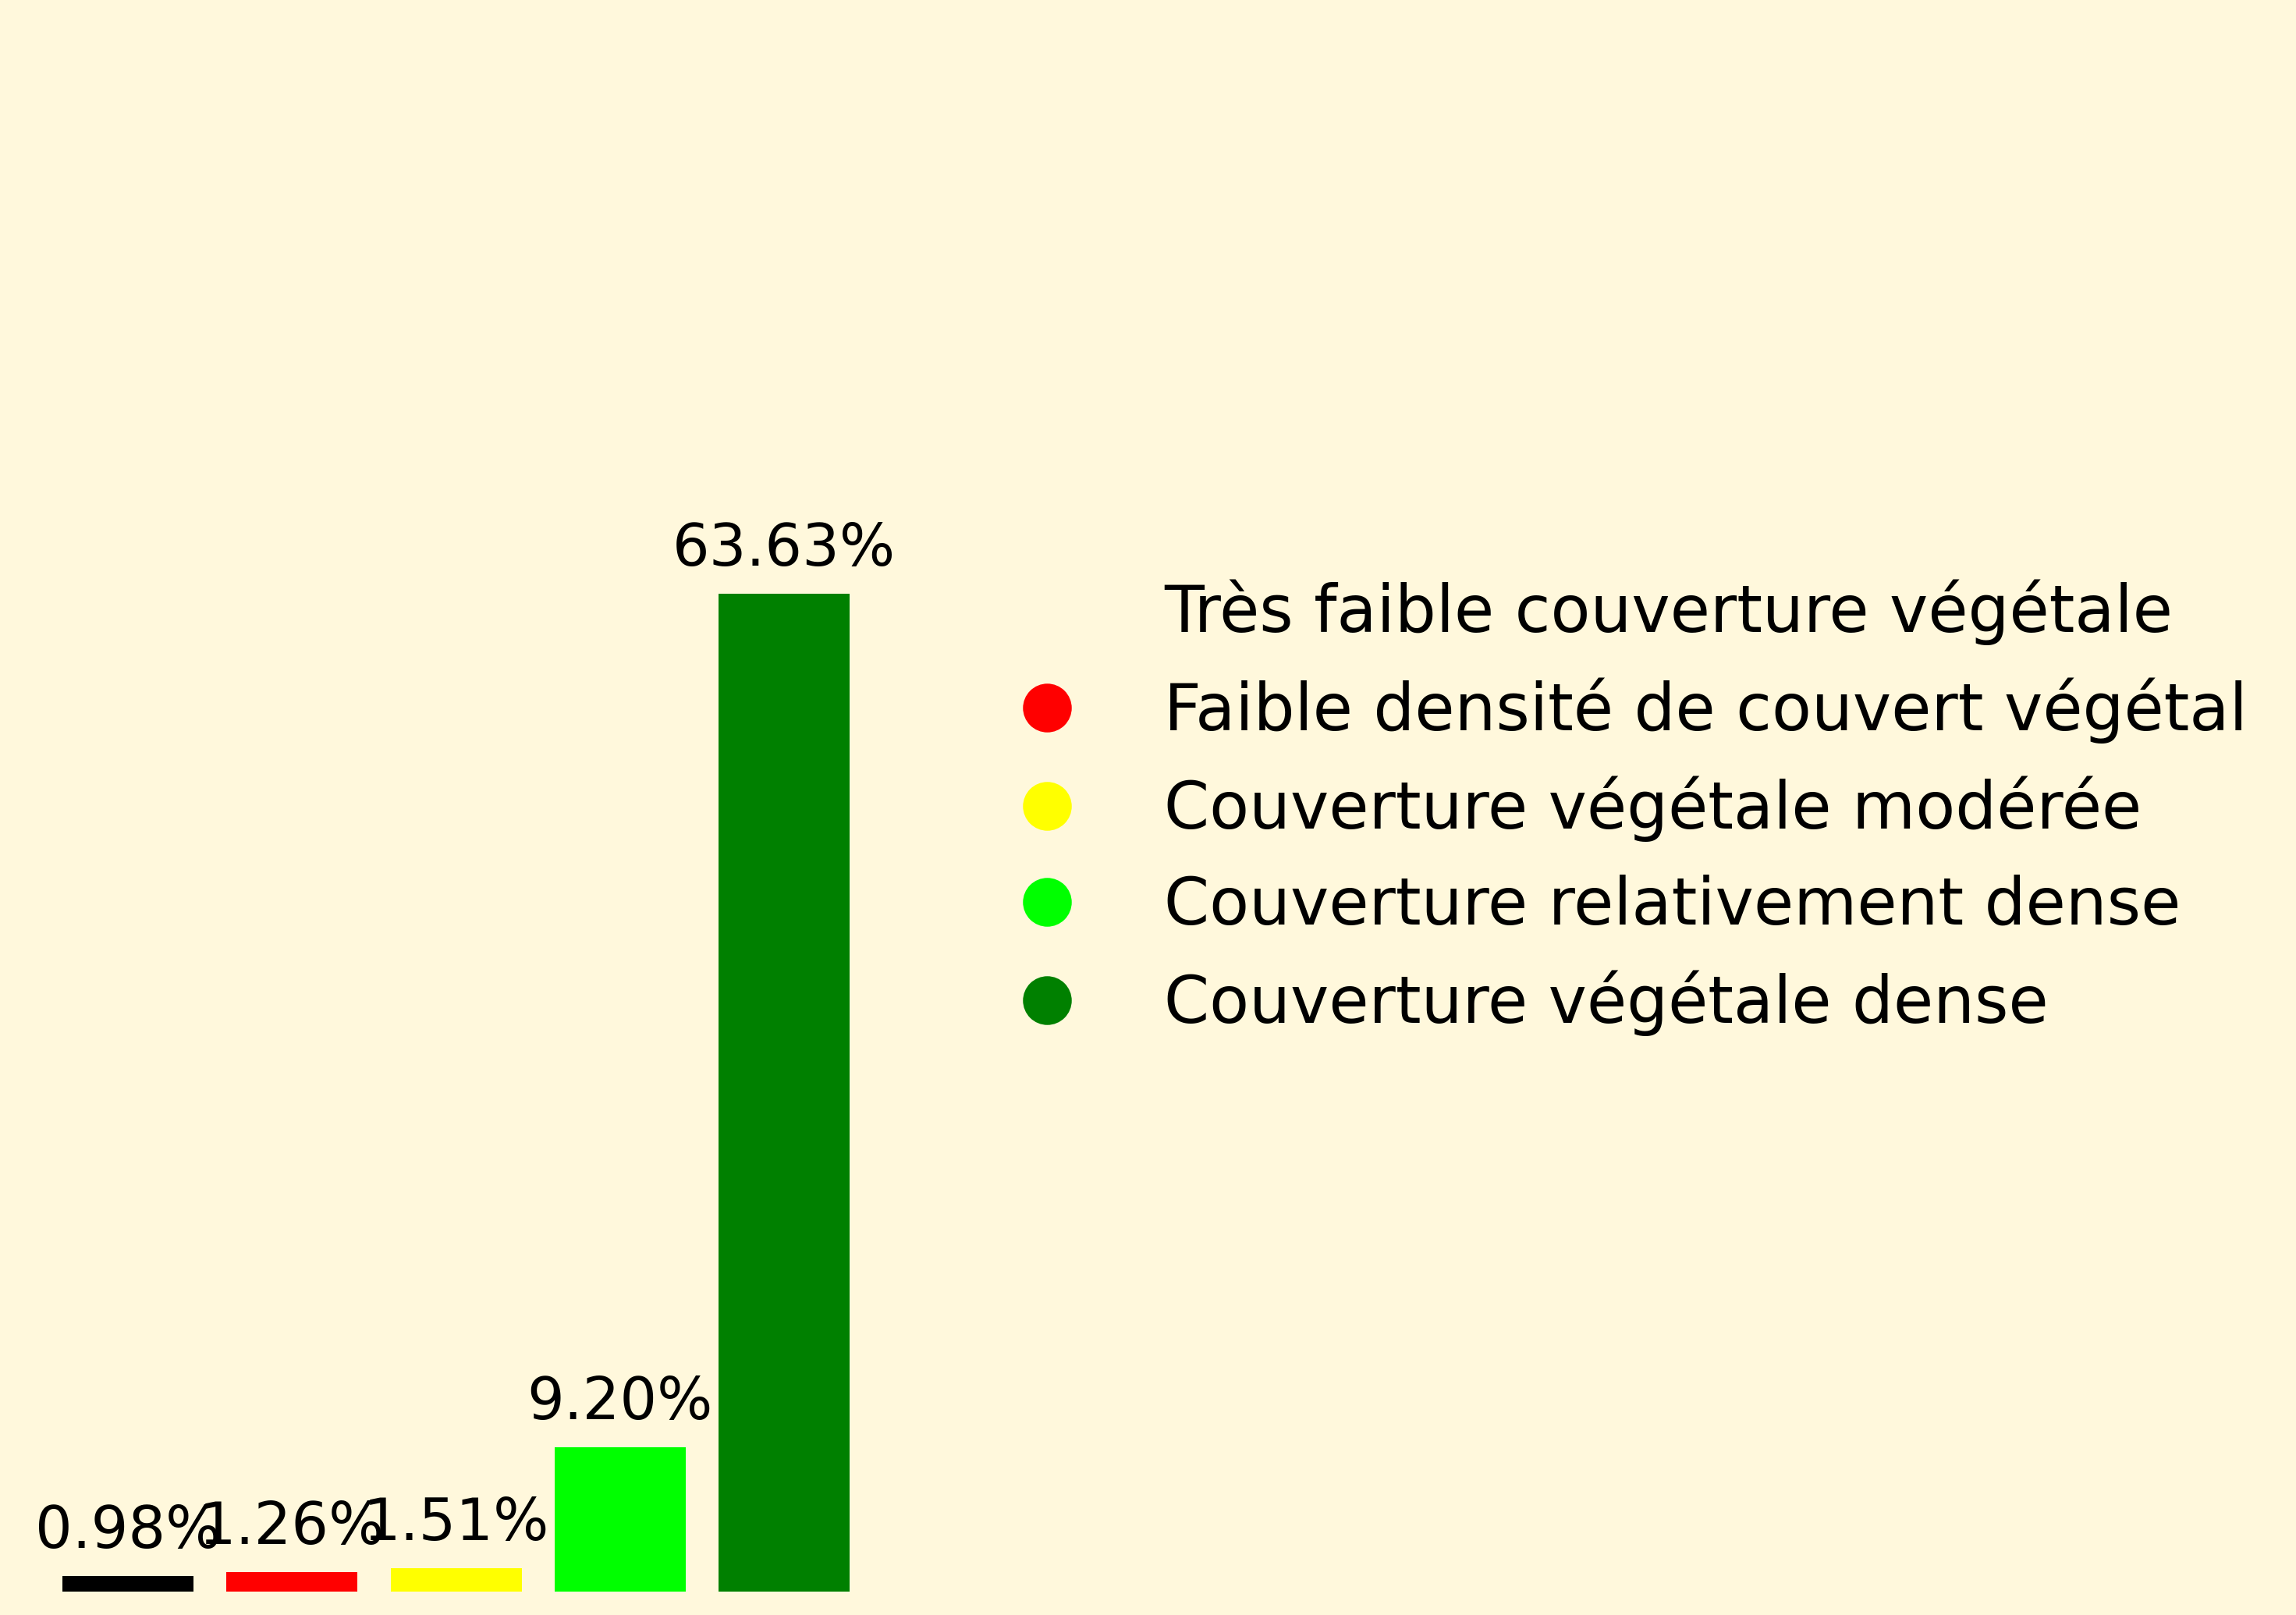 63.63%
Très faible couverture végétale
Faible densité de couvert végétal
Couverture végétale modérée
Couverture relativement dense
Couverture végétale dense
9.20%
0.98%
1.26%
1.51%